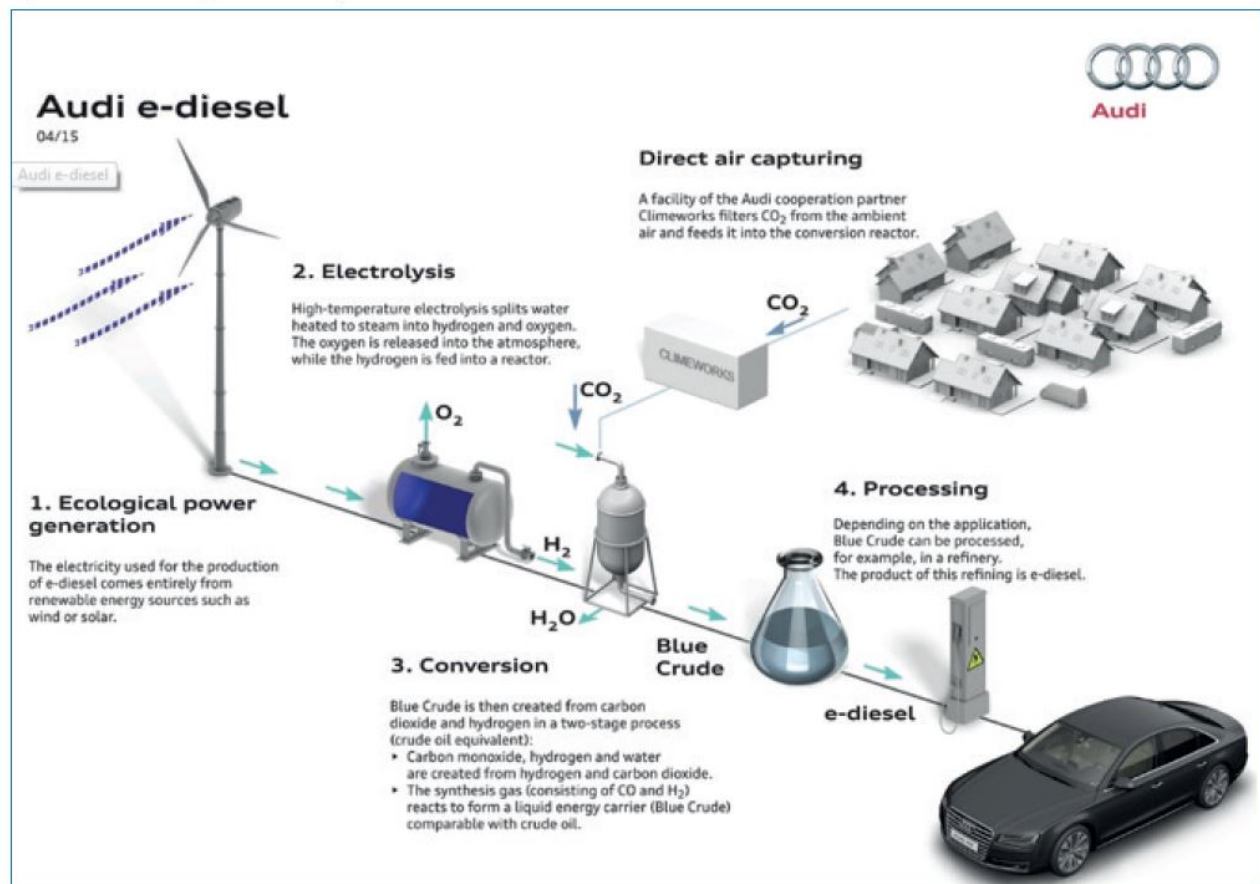 Audi e-diesel
04/15
Audi e-diesel
Audi
Direct air capturing
A facility of the Audi cooperation partner
Climeworks filters CO₂ from the ambient
air and feeds it into the conversion reactor.
2. Electrolysis
High-temperature electrolysis splits water
heated to steam into hydrogen and oxygen.
The oxygen is released into the atmosphere,
while the hydrogen is fed into a reactor.
CO₂
CLIMEWORKS
CO₂
O₂
1. Ecological power
generation
The electricity used for the production
of e-diesel comes entirely from
renewable energy sources such as
wind or solar.
H₂
H₂O
4. Processing
Depending on the application,
Blue Crude can be processed,
for example, in a refinery.
The product of this refining is e-diesel.
Blue
Crude
3. Conversion
Blue Crude is then created from carbon
dioxide and hydrogen in a two-stage process
(crude oil equivalent):
▸ Carbon monoxide, hydrogen and water
are created from hydrogen and carbon dioxide.
▸ The synthesis gas (consisting of CO and H₂)
reacts to form a liquid energy carrier (Blue Crude)
comparable with crude oil.
e-diesel